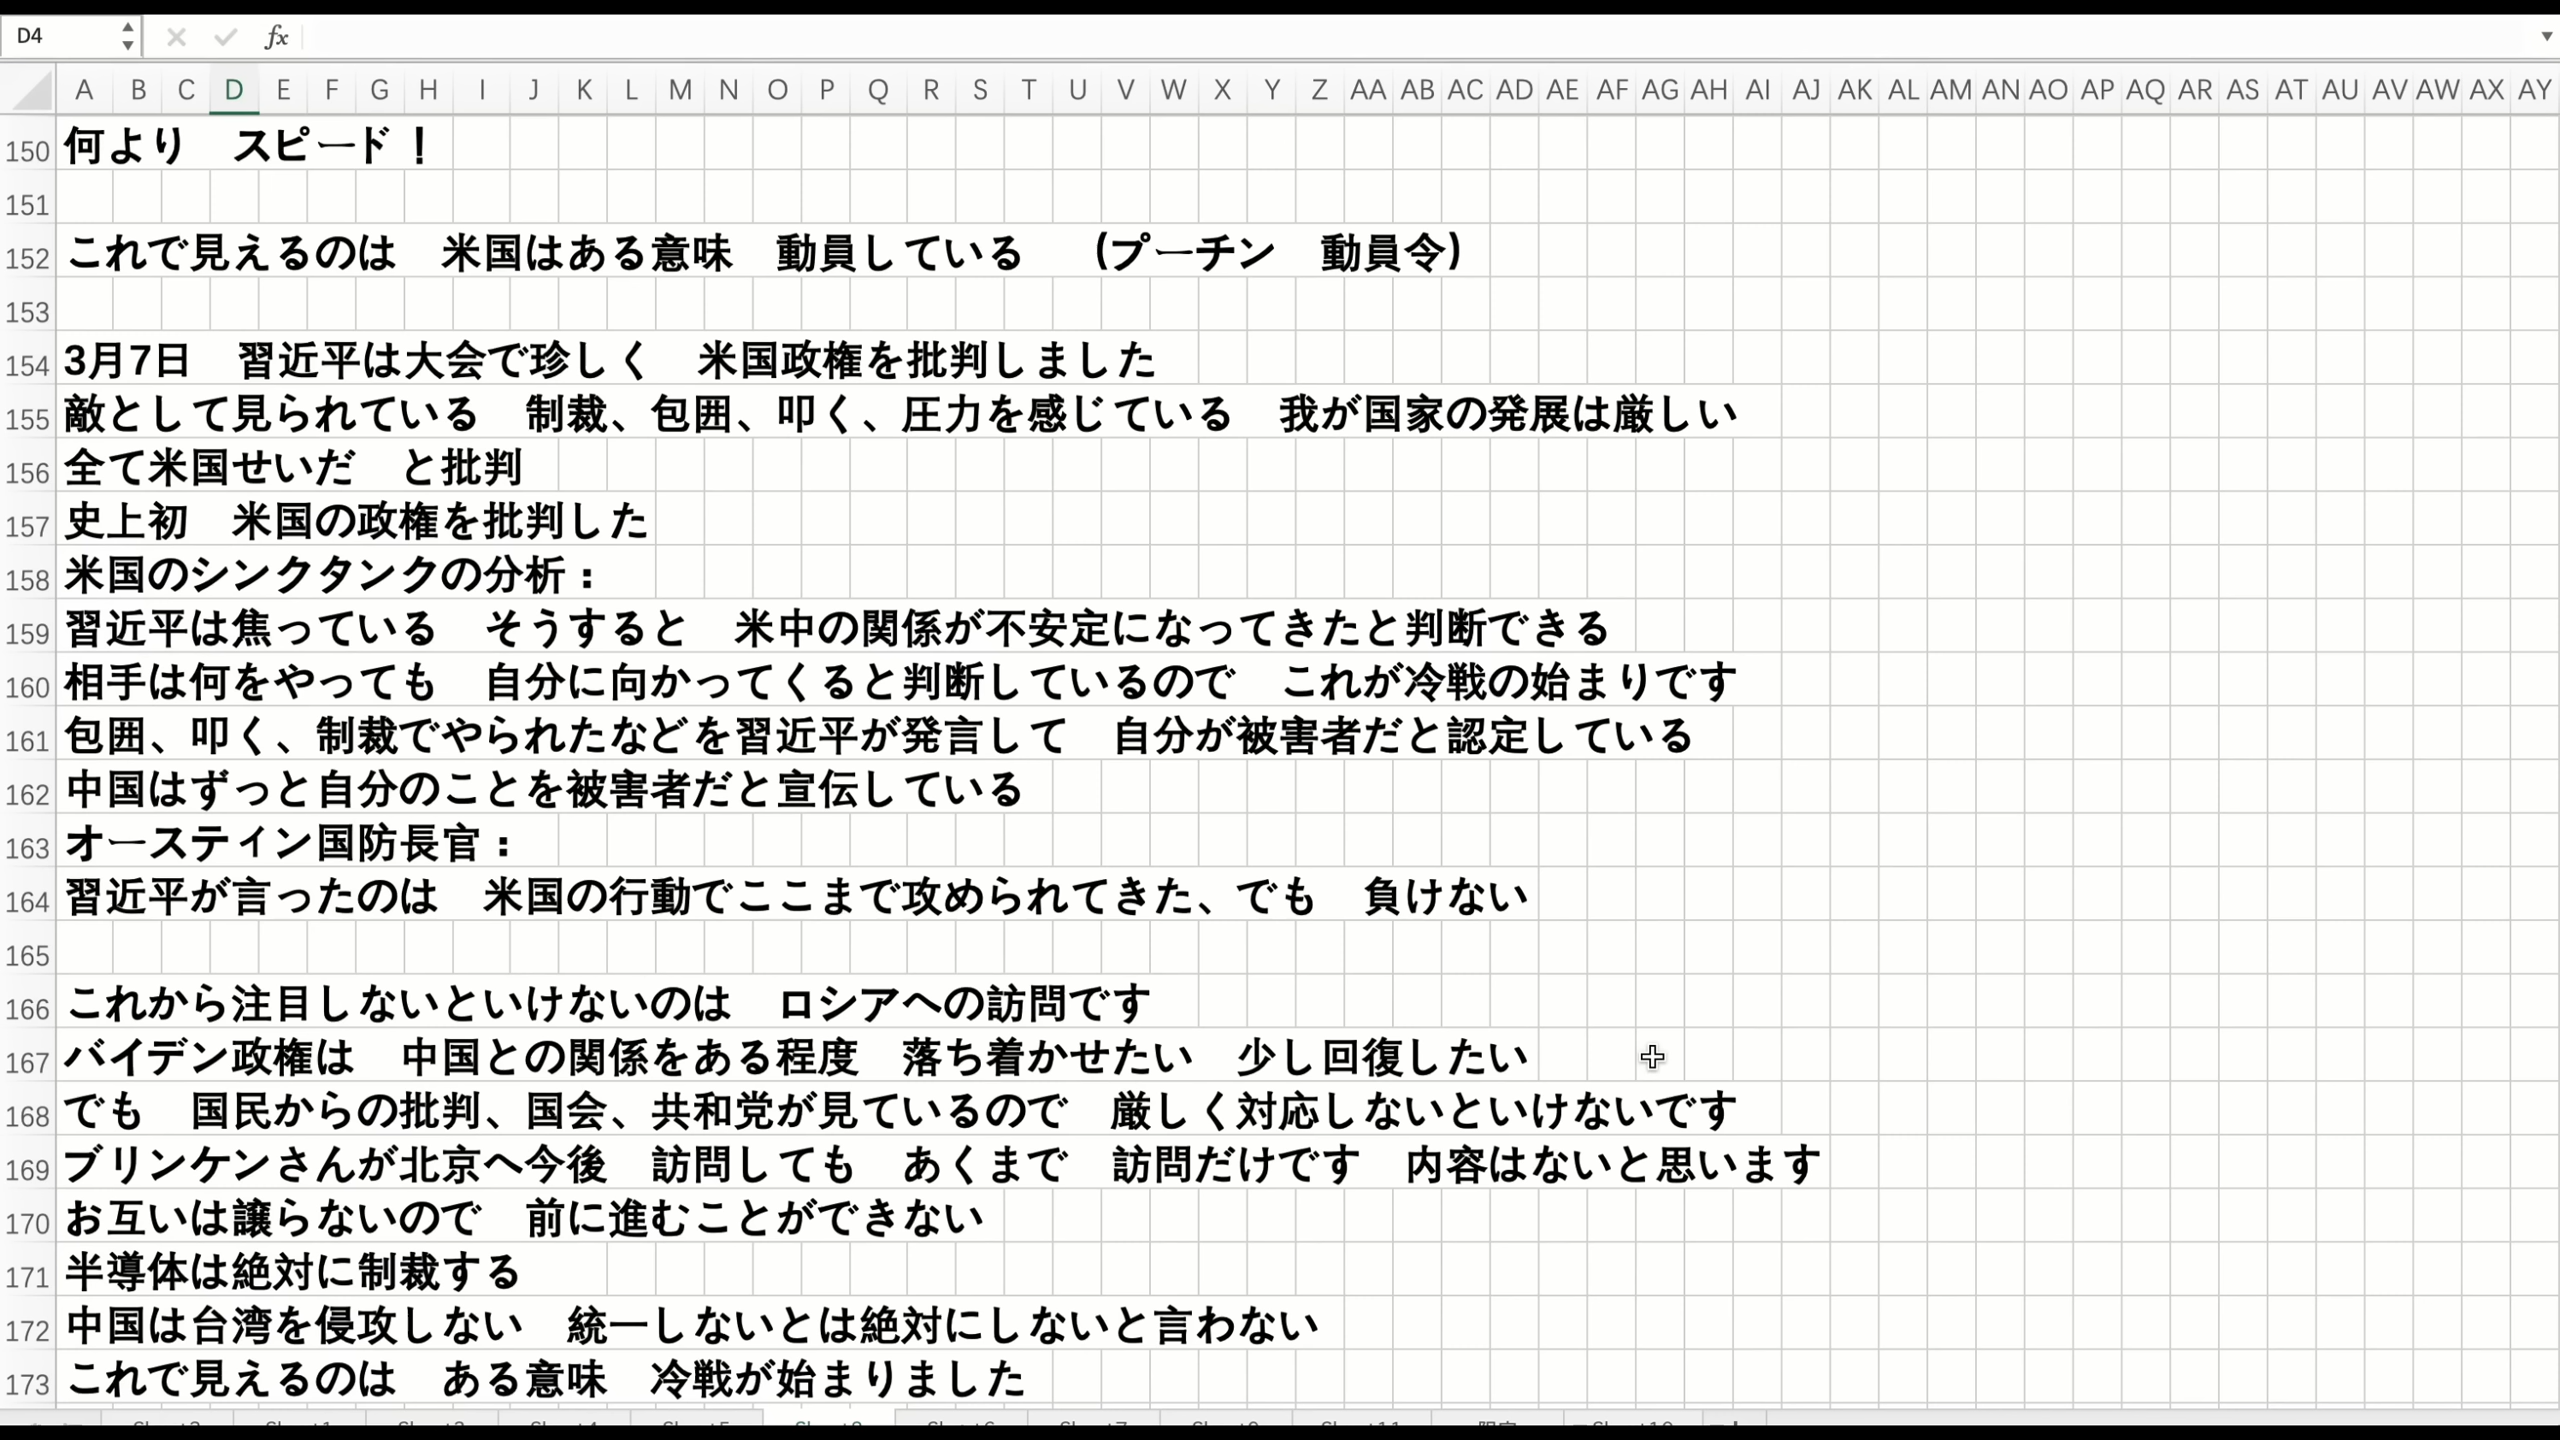 D4
fx
A B C D E F G H I J K L M N O P Q R S T U V W X Y Z AA AB AC AD AE AF AG AH AI AJ AK AL AM AN AO AP AQ AR AS AT AU AV AW AX AY
150 何より　スピード！
151
152 これで見えるのは　米国はある意味　動員している　（プーチン　動員令）
153
154 3月7日　習近平は大会で珍しく　米国政権を批判しました
155 敵として見られている　制裁、包囲、叩く、圧力を感じている　我が国家の発展は厳しい
156 全て米国せいだ　と批判
157 史上初　米国の政権を批判した
158 米国のシンクタンクの分析：
159 習近平は焦っている　そうすると　米中の関係が不安定になってきたと判断できる
160 相手は何をやっても　自分に向かってくると判断しているので　これが冷戦の始まりです
161 包囲、叩く、制裁でやられたなどを習近平が発言して　自分が被害者だと認定している
162 中国はずっと自分のことを被害者だと宣伝している
163 オースティン国防長官：
164 習近平が言ったのは　米国の行動でここまで攻められてきた、でも　負けない
165
166 これから注目しないといけないのは　ロシアへの訪問です
167 バイデン政権は　中国との関係をある程度　落ち着かせたい　少し回復したい
168 でも　国民からの批判、国会、共和党が見ているので　厳しく対応しないといけないです
169 ブリンケンさんが北京へ今後　訪問しても　あくまで　訪問だけです　内容はないと思います
170 お互いは譲らないので　前に進むことができない
171 半導体は絶対に制裁する
172 中国は台湾を侵攻しない　統一しないとは絶対にしないと言わない
173 これで見えるのは　ある意味　冷戦が始まりました